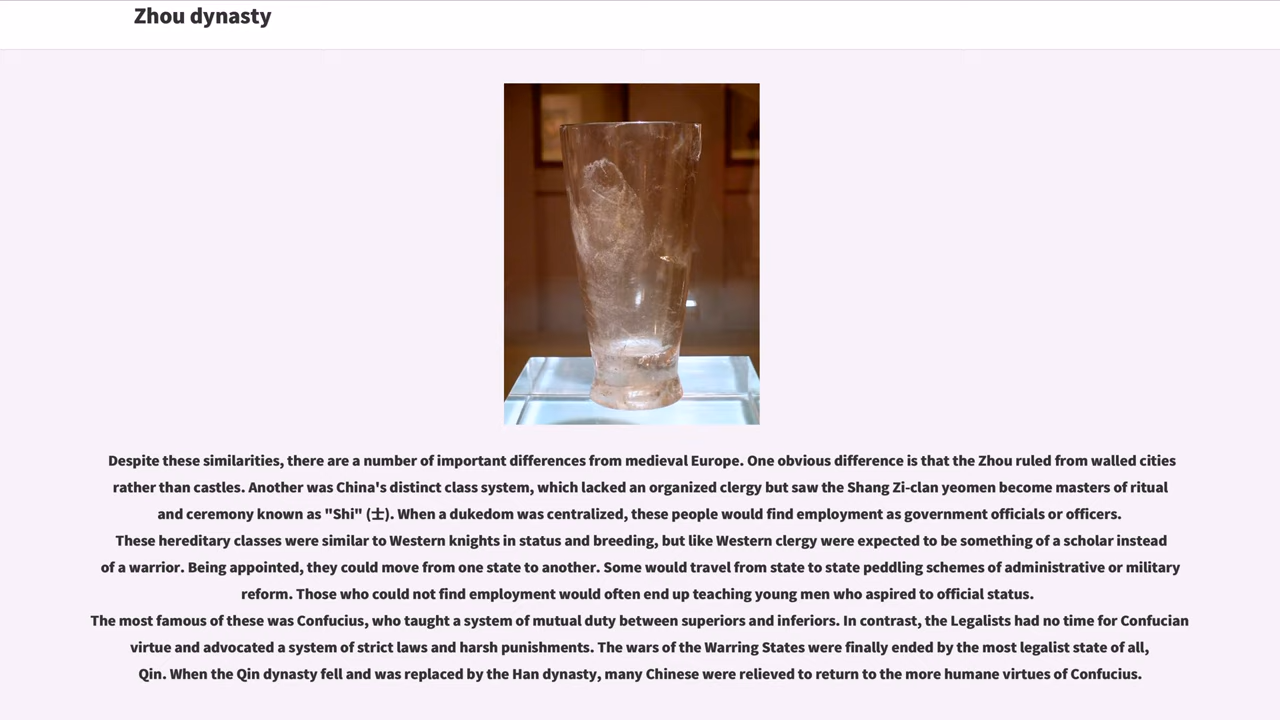 Zhou dynasty
Despite these similarities, there are a number of important differences from medieval Europe. One obvious difference is that the Zhou ruled from walled cities
rather than castles. Another was China's distinct class system, which lacked an organized clergy but saw the Shang Zi-clan yeomen become masters of ritual
and ceremony known as "Shi" (士). When a dukedom was centralized, these people would find employment as government officials or officers.
These hereditary classes were similar to Western knights in status and breeding, but like Western clergy were expected to be something of a scholar instead
of a warrior. Being appointed, they could move from one state to another. Some would travel from state to state peddling schemes of administrative or military
reform. Those who could not find employment would often end up teaching young men who aspired to official status.
The most famous of these was Confucius, who taught a system of mutual duty between superiors and inferiors. In contrast, the Legalists had no time for Confucian
virtue and advocated a system of strict laws and harsh punishments. The wars of the Warring States were finally ended by the most legalist state of all,
Qin. When the Qin dynasty fell and was replaced by the Han dynasty, many Chinese were relieved to return to the more humane virtues of Confucius.